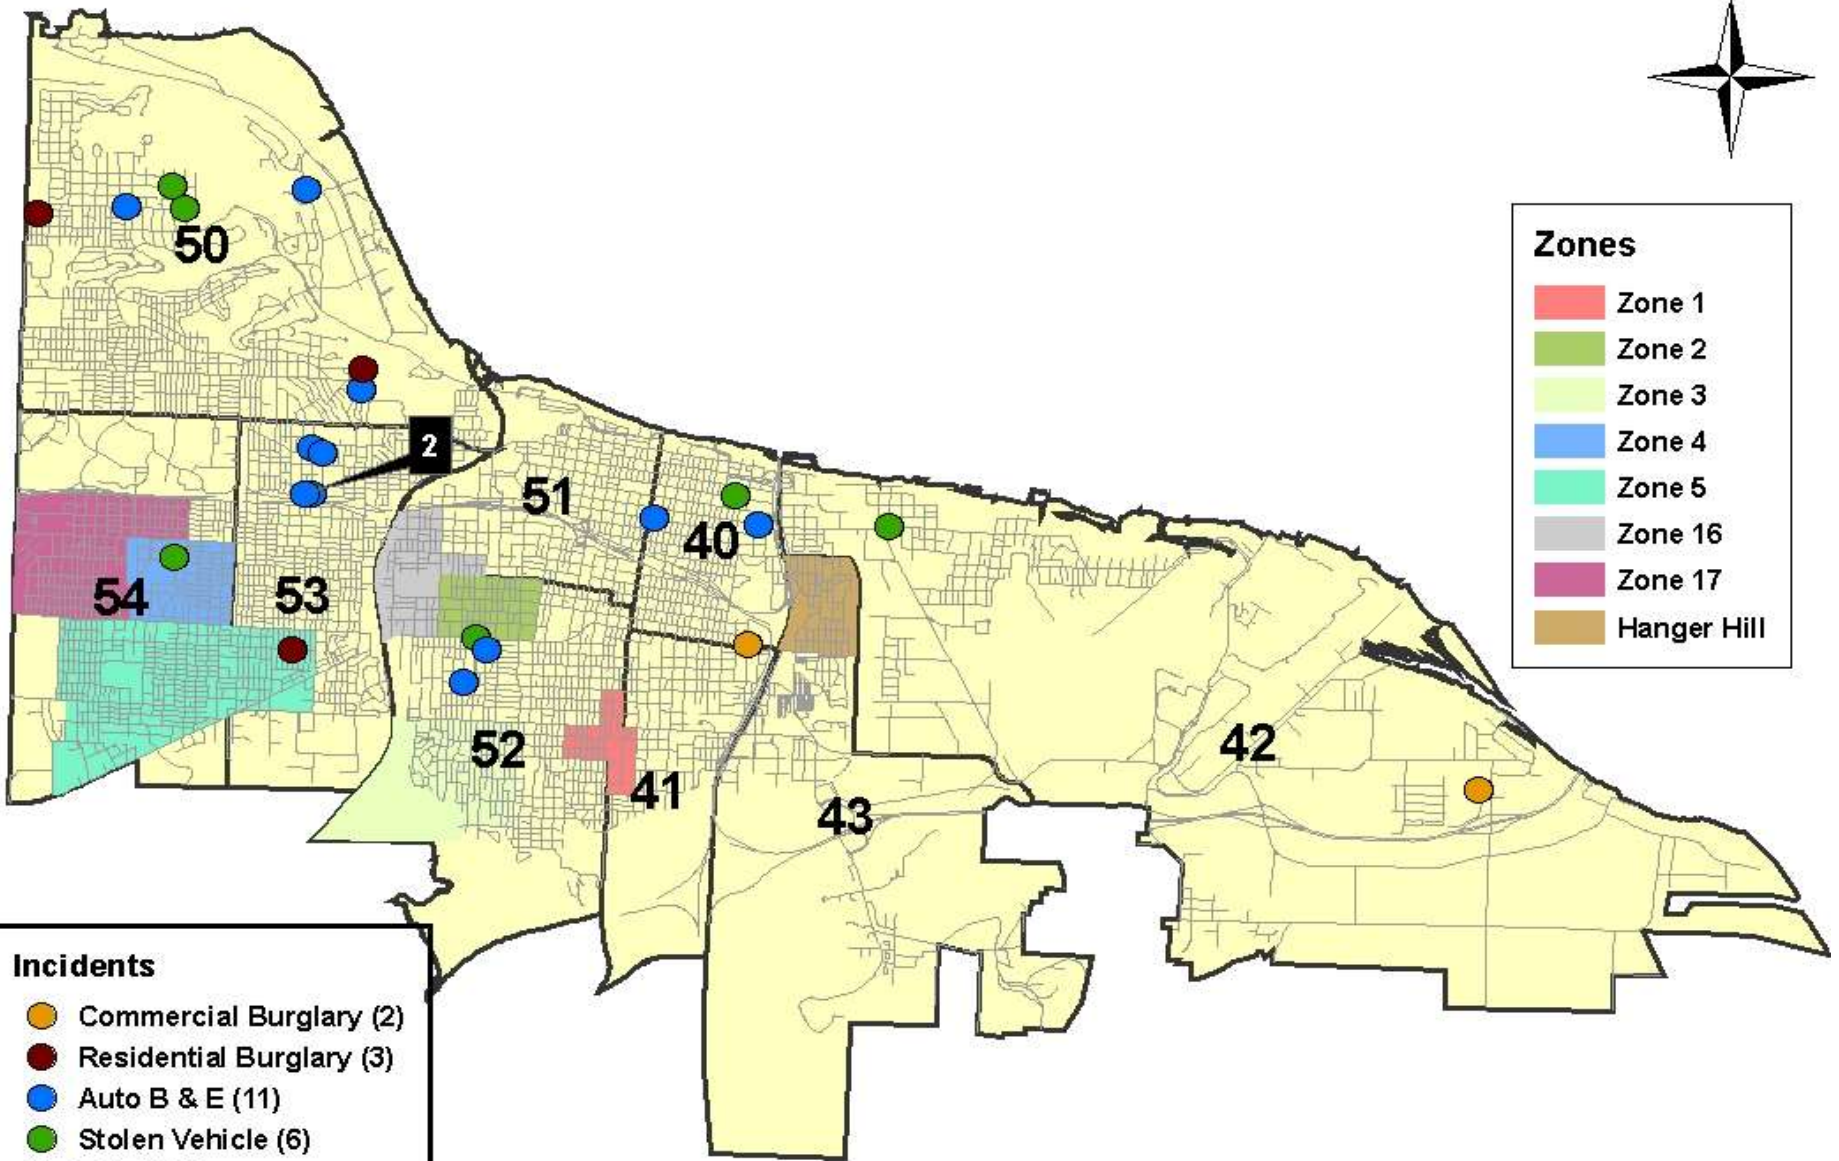 50
2
51
40
54
53
52
41
43
42
Zones
Zone 1
Zone 2
Zone 3
Zone 4
Zone 5
Zone 16
Zone 17
Hanger Hill
Incidents
Commercial Burglary (2)
Residential Burglary (3)
Auto B & E (11)
Stolen Vehicle (6)